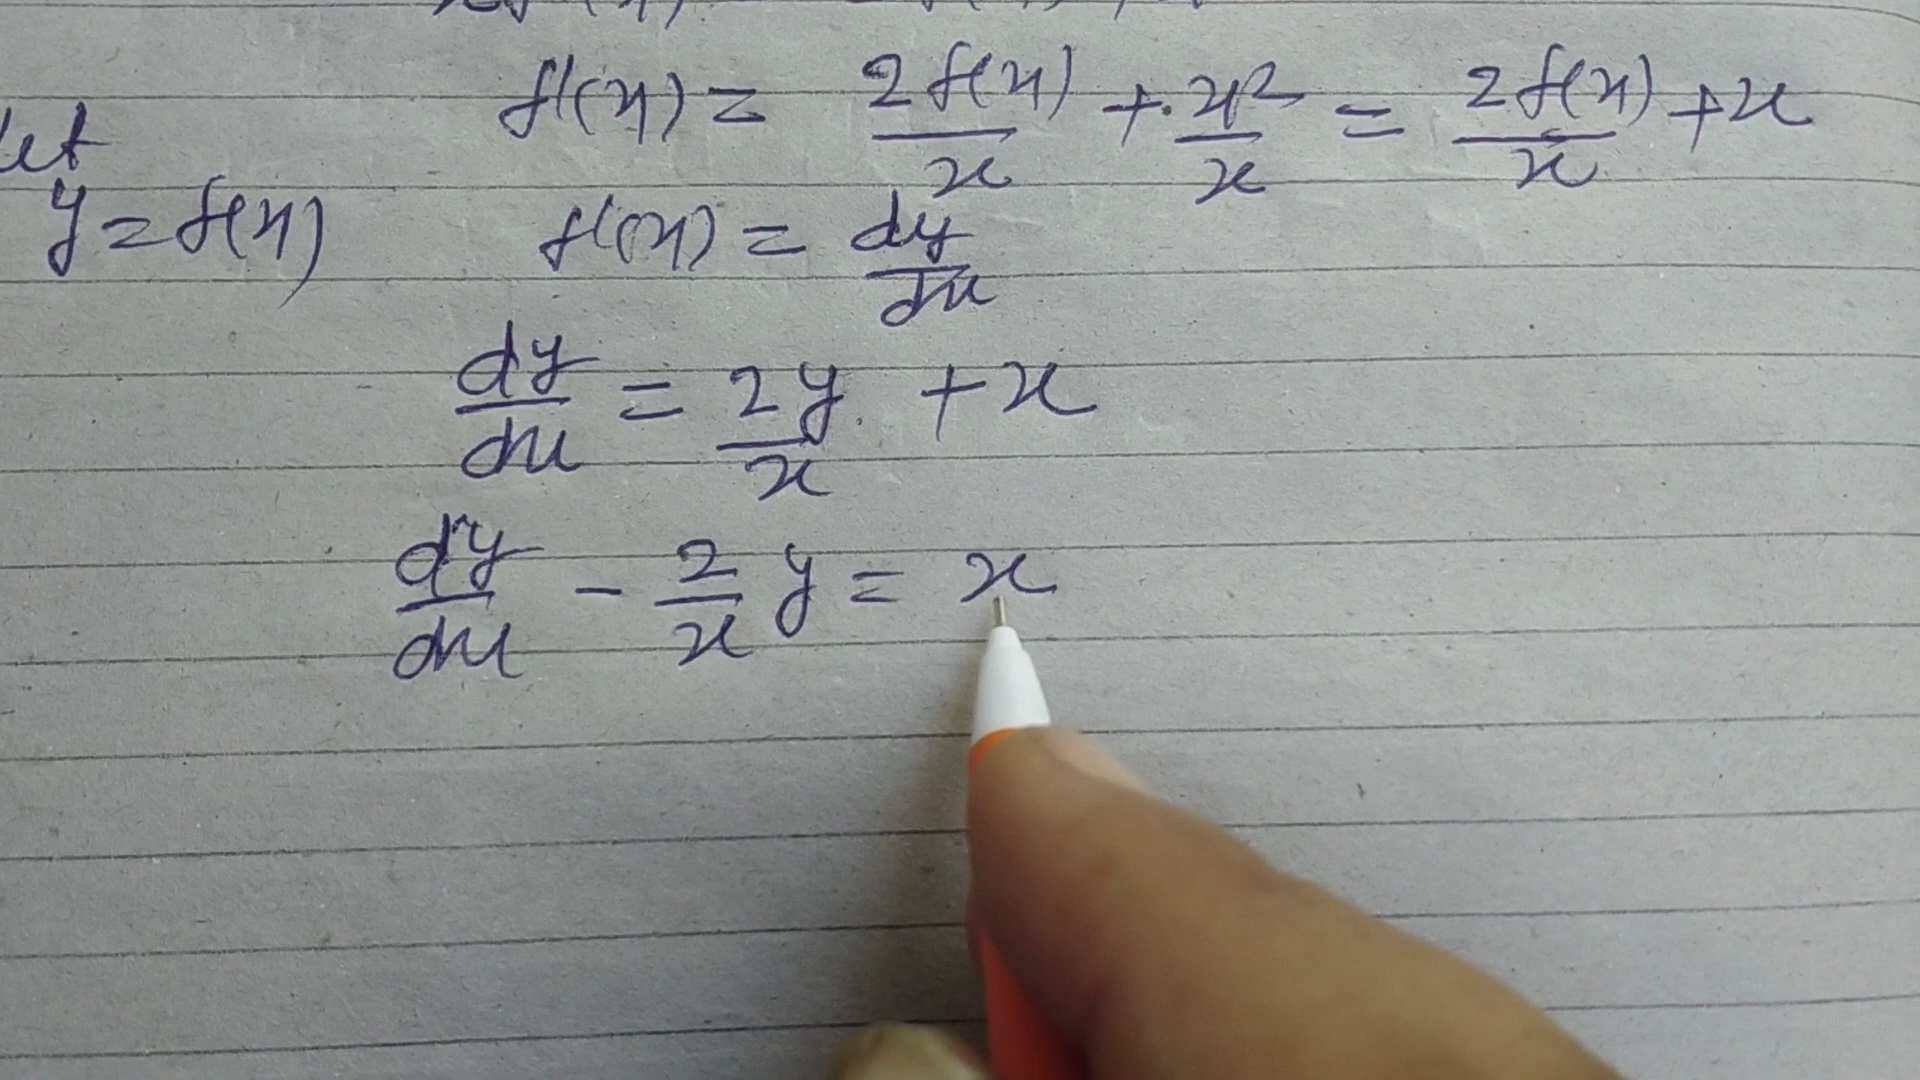 f'(x) = 2f(x)/x + x²/x = 2f(x)/x + x
let
y = f(x) f'(x) = dy/dx
dy/dx = 2y/x + x
dy/dx - 2/x y = x